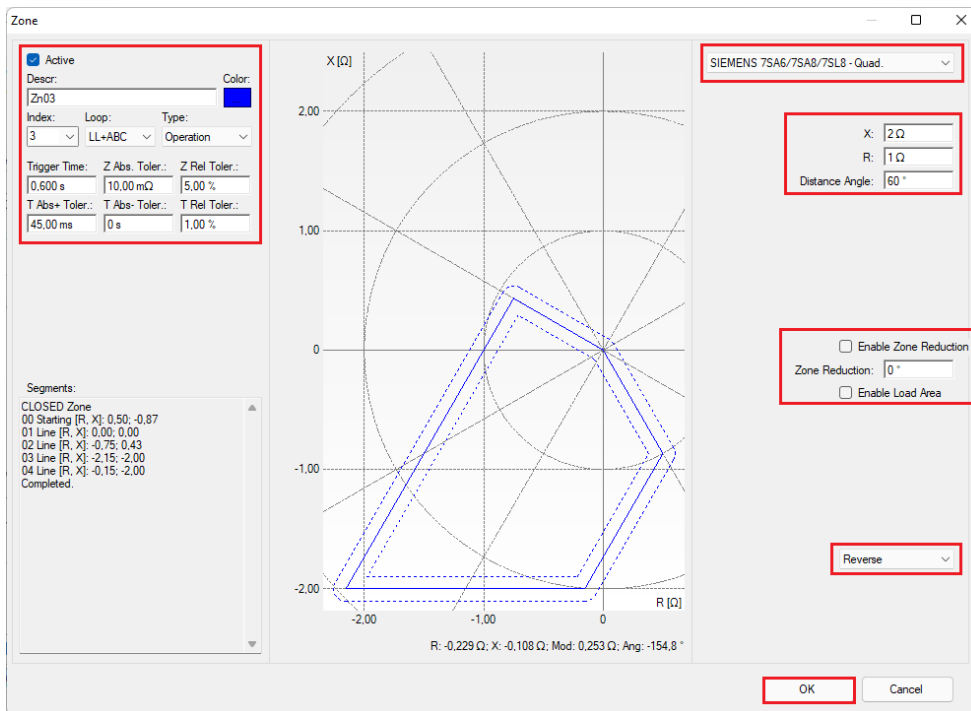 Zone
Active
Descr: Color:
Zn03
Index: Loop: Type:
3 LL+ABC Operation
Trigger Time: Z Abs. Toler.: Z Rel Toler.:
0,600 s 10,00 mΩ 5,00 %
T Abs+ Toler.: T Abs- Toler.: T Rel Toler.:
45,00 ms 0 s 1,00 %
Segments:
CLOSED Zone
00 Starting [R, X]: 0,50; -0,87
01 Line [R, X]: 0,00; 0,00
02 Line [R, X]: -0,75; 0,43
03 Line [R, X]: -2,15; -2,00
04 Line [R, X]: -0,15; -2,00
Completed.
X [Ω]
2,00
1,00
0
-1,00
-2,00
R [Ω]
-2,00 -1,00 0
R: -0,229 Ω; X: -0,108 Ω; Mod: 0,253 Ω; Ang: -154,8 °
SIEMENS 7SA6/7SA8/7SL8 - Quad.
X: 2 Ω
R: 1 Ω
Distance Angle: 60 °
Enable Zone Reduction
Zone Reduction: 0 °
Enable Load Area
Reverse
OK Cancel